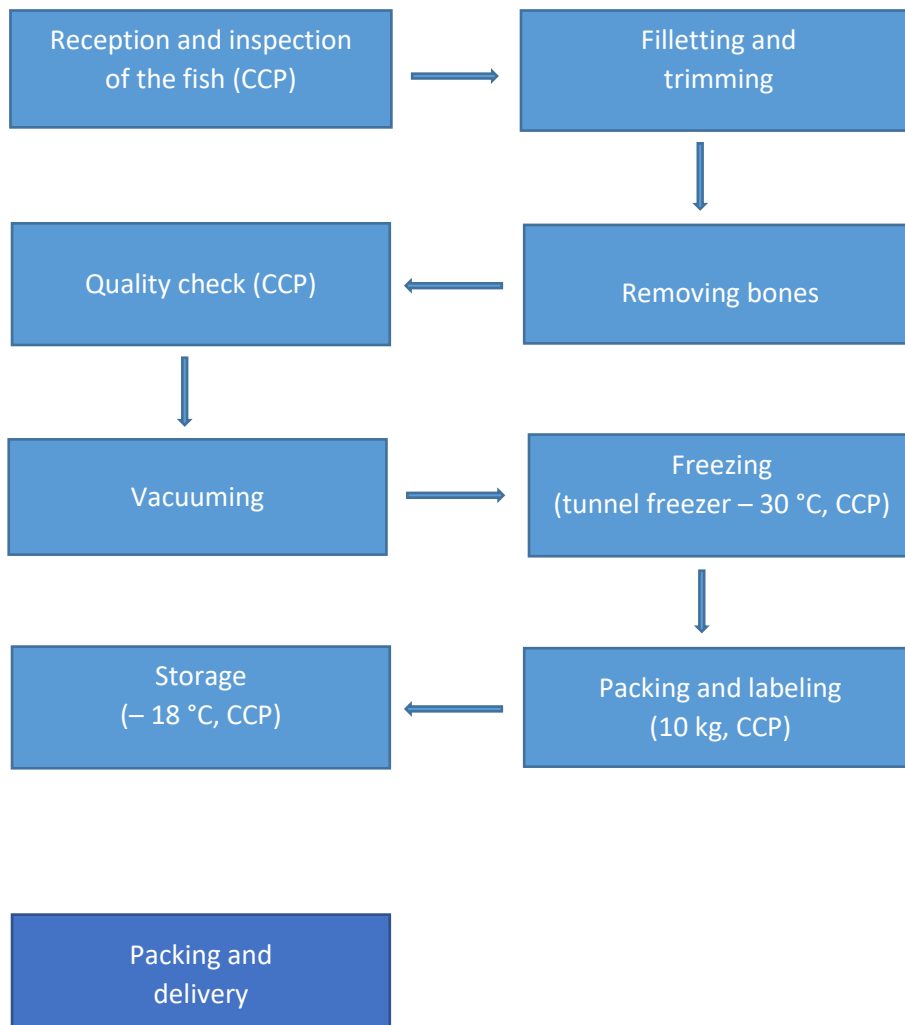 Reception and inspection
of the fish (CCP)
Filletting and
trimming
Removing bones
Quality check (CCP)
Vacuuming
Freezing
(tunnel freezer – 30 °C, CCP)
Packing and labeling
(10 kg, CCP)
Storage
(– 18 °C, CCP)
Packing and
delivery